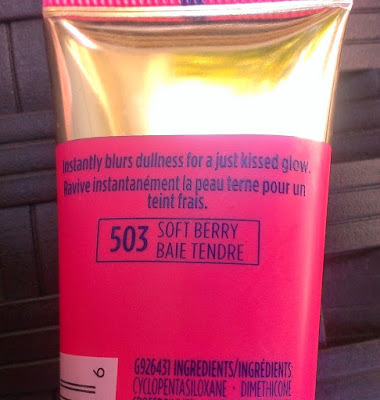 Instantly blurs dullness for a just kissed glow.
Ravive instantanément la peau terne pour un
teint frais.
503 SOFT BERRY
BAIE TENDRE
6
G926431 INGREDIENTS/INGRÉDIENTS:
CYCLOPENTASILOXANE · DIMETHICONE